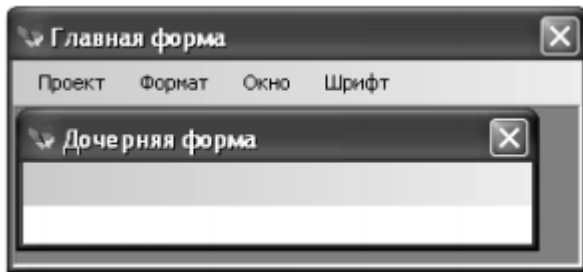 Главная форма
Проект Формат Окно Шрифт
Дочерняя форма